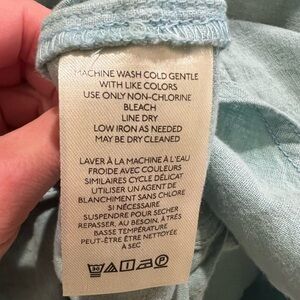 MACHINE WASH COLD GENTLE
WITH LIKE COLORS
USE ONLY NON-CHLORINE
BLEACH
LINE DRY
LOW IRON AS NEEDED
MAY BE DRY CLEANED
LAVER À LA MACHINE À L'EAU
FROIDE AVEC COULEURS
SIMILAIRES CYCLE DÉLICAT
UTILISER UN AGENT DE
BLANCHIMENT SANS CHLORE
SI NÉCESSAIRE
SUSPENDRE POUR SÉCHER
REPASSER, AU BESOIN, À TRÈS
BASSE TEMPÉRATURE
PEUT-ÊTRE ÊTRE NETTOYÉE
À SEC